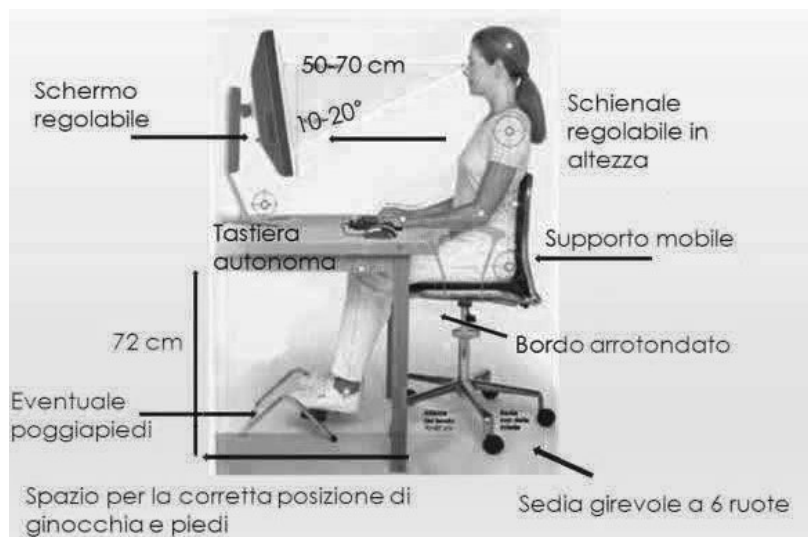 50-70 cm
Schermo
regolabile
10-20°
Schienale
regolabile in
altezza
Tastiera
autonoma
Supporto mobile
72 cm
Bordo arrotondato
Eventuale
poggiapiedi
Spazio per la corretta posizione di
ginocchia e piedi
Sedia girevole a 6 ruote